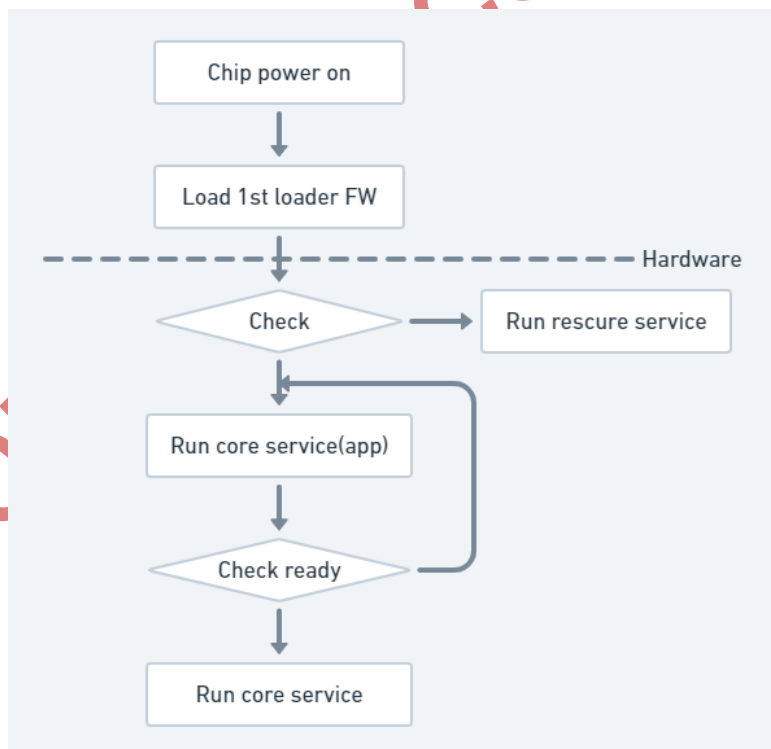 Chip power on
Load 1st loader FW
Hardware
Check
Run rescure service
Run core service(app)
Check ready
Run core service